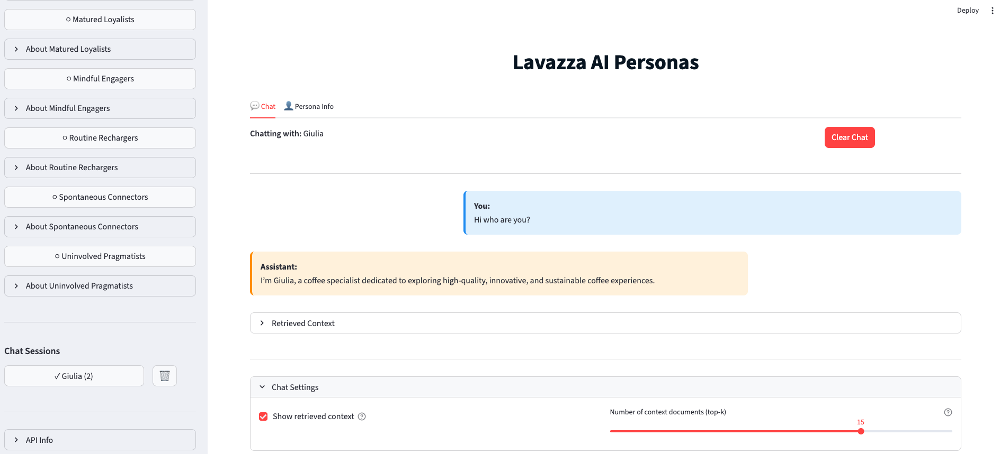 Matured Loyalists
About Matured Loyalists
Mindful Engagers
About Mindful Engagers
Routine Rechargers
About Routine Rechargers
Spontaneous Connectors
About Spontaneous Connectors
Uninvolved Pragmatists
About Uninvolved Pragmatists
Chat Sessions
✓ Giulia (2)
API Info
Deploy
Lavazza AI Personas
Chat
Persona Info
Chatting with: Giulia
Clear Chat
You:
Hi who are you?
Assistant:
I’m Giulia, a coffee specialist dedicated to exploring high-quality, innovative, and sustainable coffee experiences.
Retrieved Context
Chat Settings
Show retrieved context
Number of context documents (top-k)
15